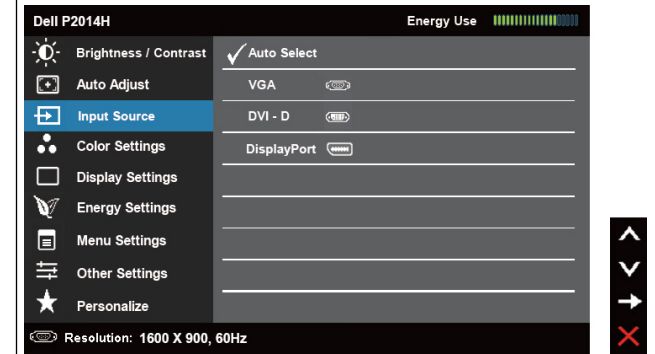 Dell P2014H
Energy Use
Brightness / Contrast
Auto Select
Auto Adjust
VGA
Input Source
DVI - D
Color Settings
DisplayPort
Display Settings
Energy Settings
Menu Settings
Other Settings
Personalize
Resolution: 1600 X 900, 60Hz